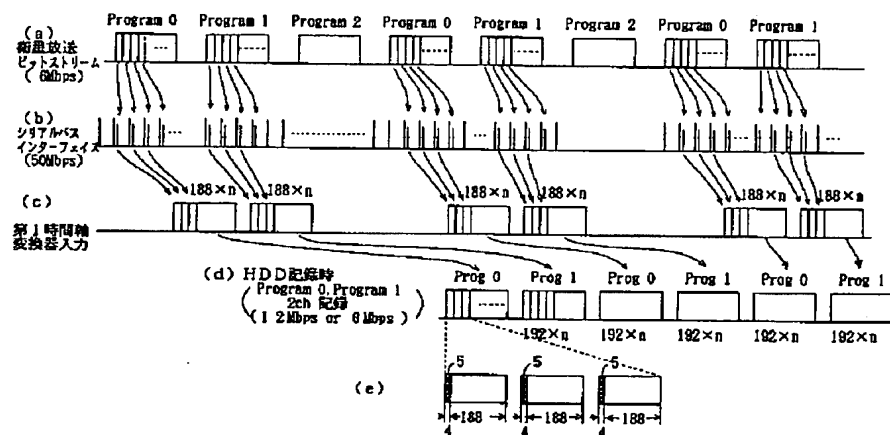 Program 0 Program 1 Program 2 Program 0 Program 1 Program 2 Program 0 Program 1
(a)
衛星放送
ビットストリーム
(6Mbps)
(b)
シリアルバス
インターフェイズ
(50Mbps)
188×n 188×n 188×n 188×n 188×n 188×n
(c)
第1時間軸
変換器入力
(d) HDD記録時
Program 0, Program 1
2ch 記録
(12Mbps or 6Mbps)
Prog 0 Prog 1 Prog 0 Prog 1 Prog 0 Prog 1
192×n 192×n 192×n 192×n 192×n
(e)
5 5 5
188 188 188
4 4 4